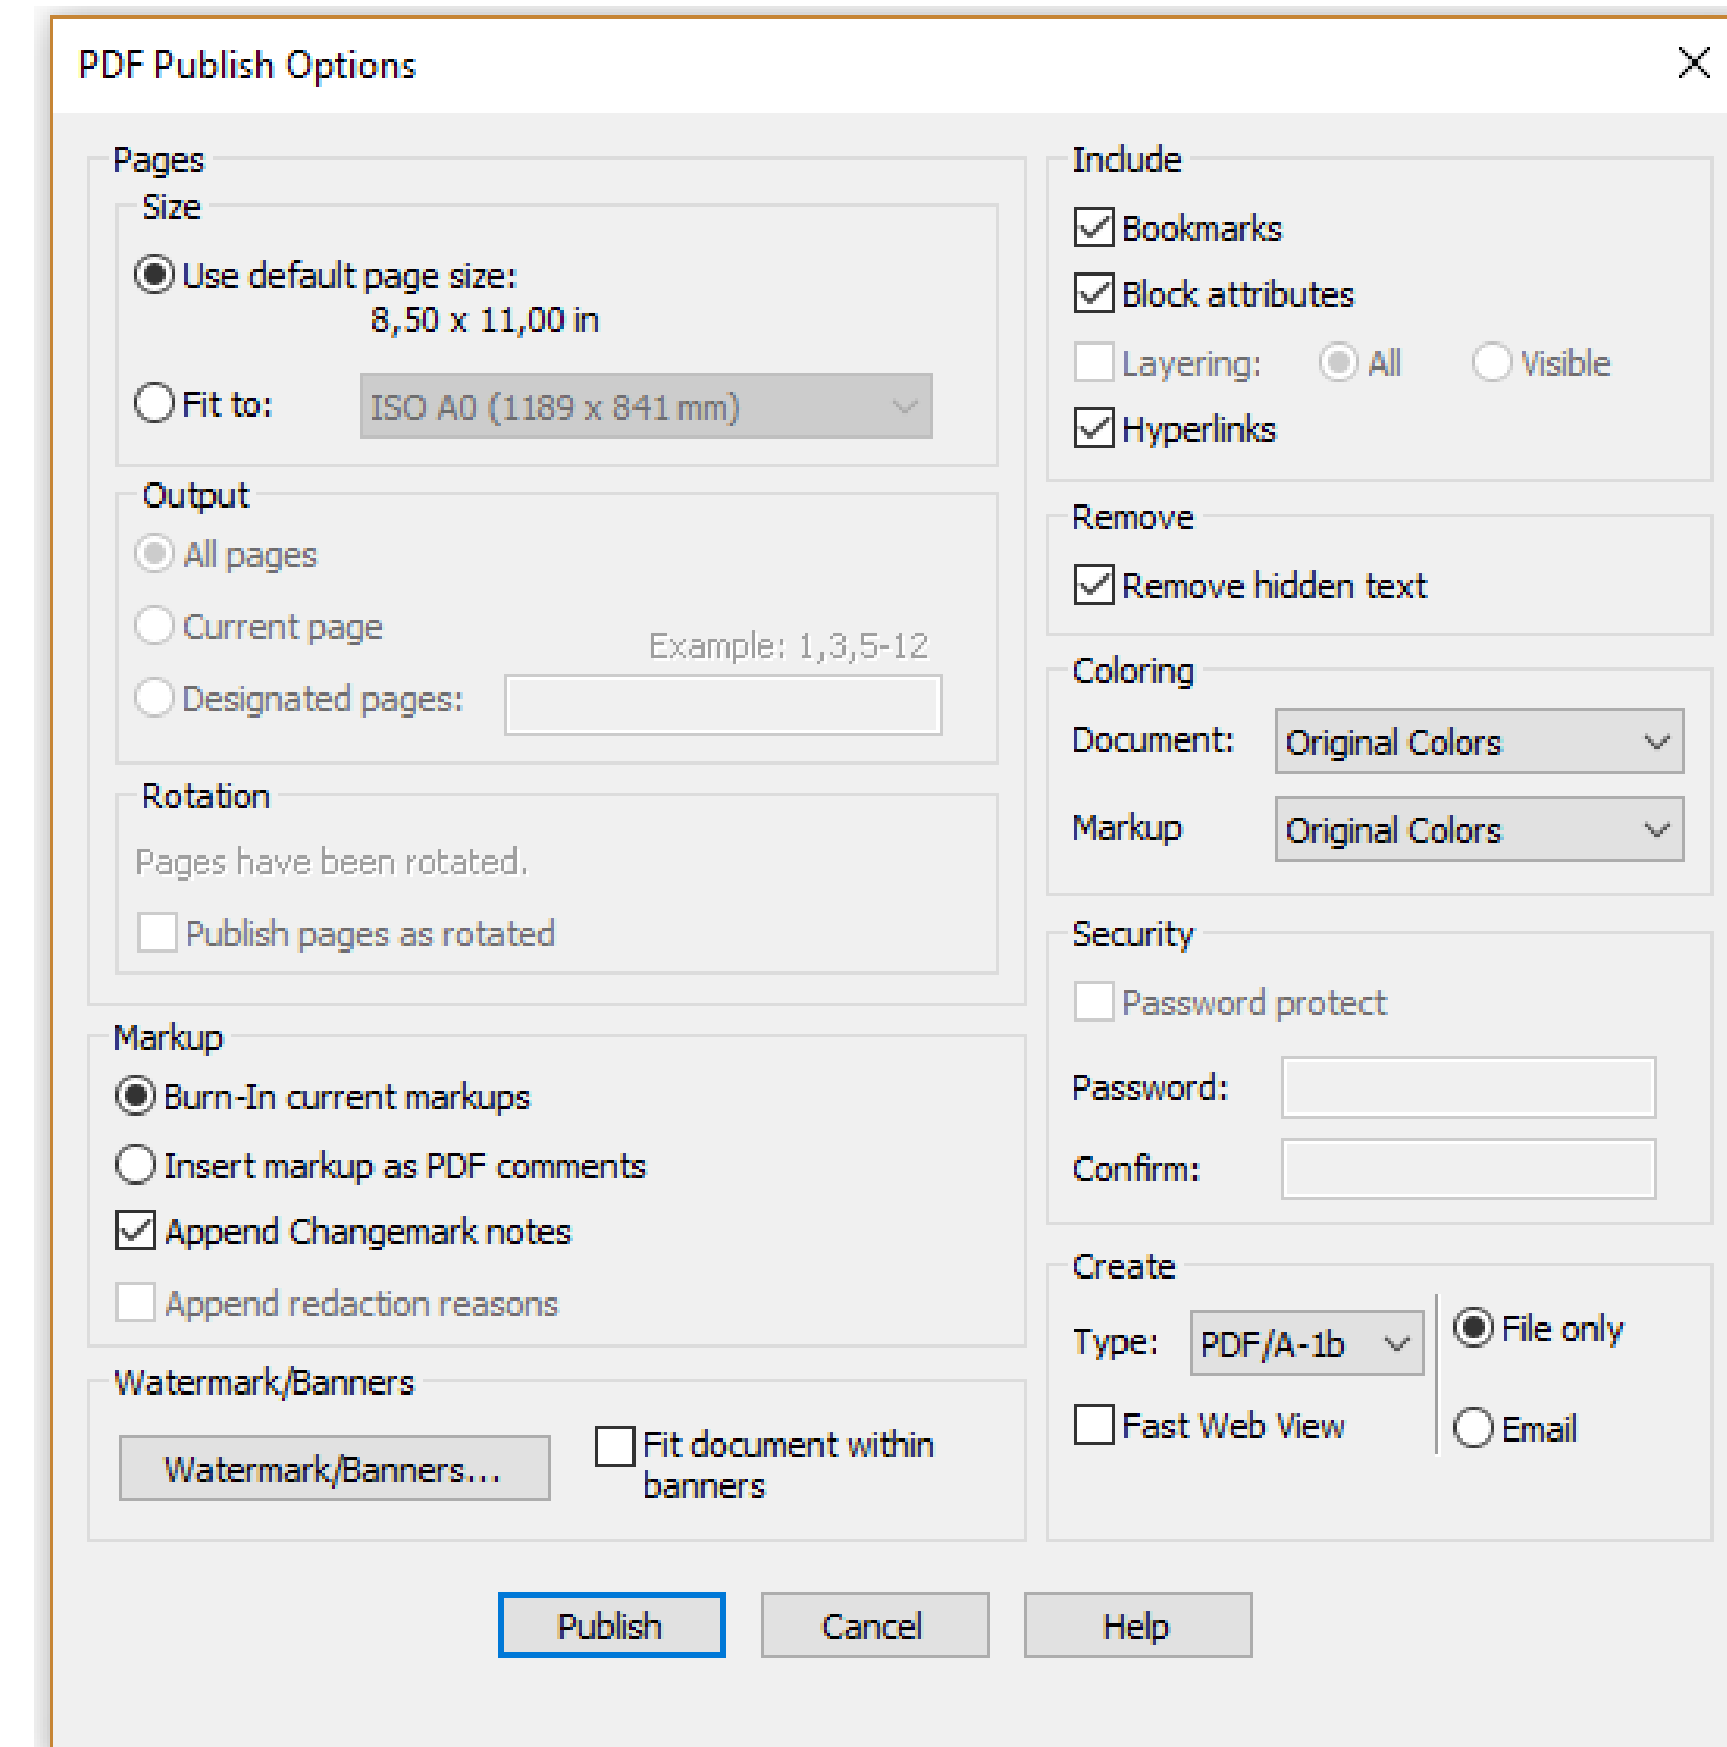 PDF Publish Options
Pages
Size
Use default page size:
8,50 x 11,00 in
Fit to:
ISO A0 (1189 x 841 mm)
Output
All pages
Current page
Example: 1,3,5-12
Designated pages:
Rotation
Pages have been rotated.
Publish pages as rotated
Markup
Burn-In current markups
Insert markup as PDF comments
Append Changemark notes
Append redaction reasons
Watermark/Banners
Watermark/Banners...
Fit document within
banners
Include
Bookmarks
Block attributes
Layering: All Visible
Hyperlinks
Remove
Remove hidden text
Coloring
Document: Original Colors
Markup Original Colors
Security
Password protect
Password:
Confirm:
Create
Type: PDF/A-1b
File only
Fast Web View
Email
Publish Cancel Help